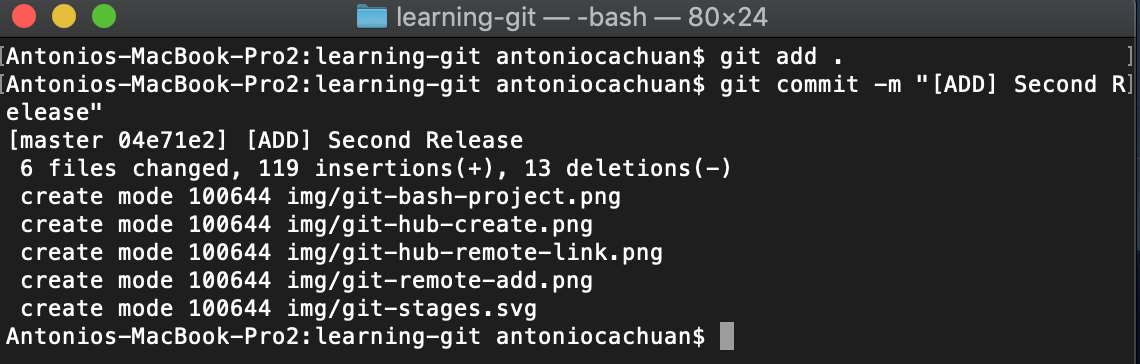 learning-git — -bash — 80×24
[Antonios-MacBook-Pro2:learning-git antoniocachuan$ git add .]
[Antonios-MacBook-Pro2:learning-git antoniocachuan$ git commit -m "[ADD] Second R]
elease"
[master 04e71e2] [ADD] Second Release
 6 files changed, 119 insertions(+), 13 deletions(-)
 create mode 100644 img/git-bash-project.png
 create mode 100644 img/git-hub-create.png
 create mode 100644 img/git-hub-remote-link.png
 create mode 100644 img/git-remote-add.png
 create mode 100644 img/git-stages.svg
Antonios-MacBook-Pro2:learning-git antoniocachuan$